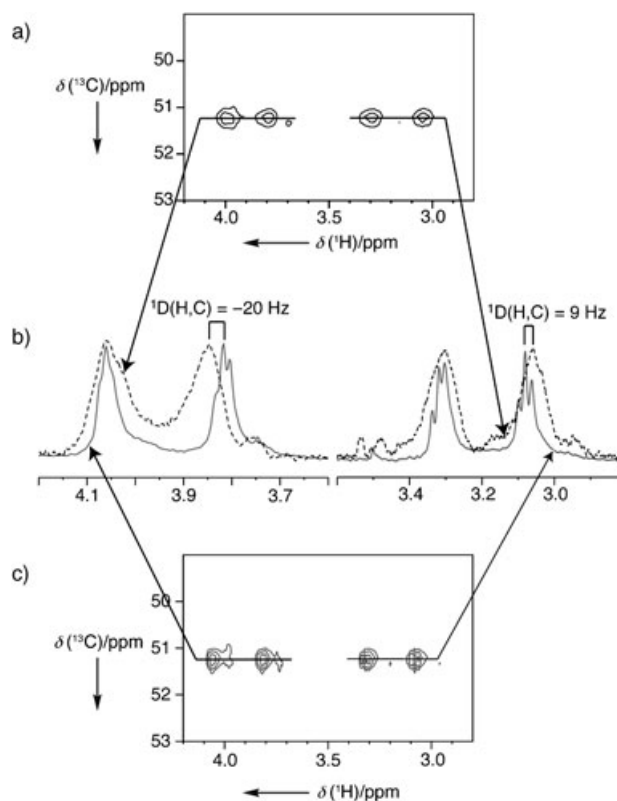 a)
50
δ(¹³C)/ppm
51
52
53
4.0 3.5 3.0
δ(¹H)/ppm
¹D(H,C) = −20 Hz
¹D(H,C) = 9 Hz
b)
4.1 3.9 3.7 3.4 3.2 3.0
c)
50
δ(¹³C)/ppm
51
52
53
4.0 3.5 3.0
δ(¹H)/ppm